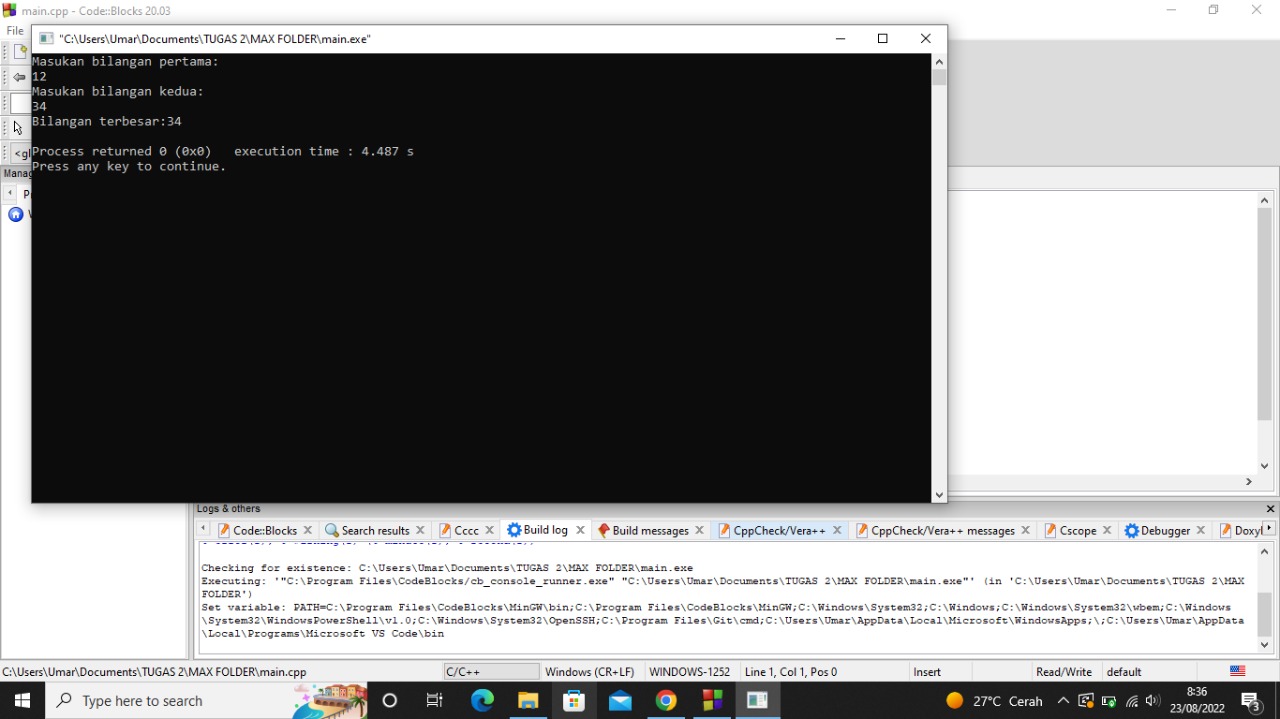 main.cpp - Code::Blocks 20.03
File
"C:\Users\Umar\Documents\TUGAS 2\MAX FOLDER\main.exe"
Masukan bilangan pertama:
12
Masukan bilangan kedua:
34
Bilangan terbesar:34
Process returned 0 (0x0)   execution time : 4.487 s
Press any key to continue.
<gl
Manag
Logs & others
Code::Blocks
Search results
Cccc
Build log
Build messages
CppCheck/Vera++
CppCheck/Vera++ messages
Cscope
Debugger
Doxyl
Checking for existence: C:\Users\Umar\Documents\TUGAS 2\MAX FOLDER\main.exe
Executing: '"C:\Program Files\CodeBlocks/cb_console_runner.exe" "C:\Users\Umar\Documents\TUGAS 2\MAX FOLDER\main.exe"' (in 'C:\Users\Umar\Documents\TUGAS 2\MAX
FOLDER')
Set variable: PATH=C:\Program Files\CodeBlocks\MinGW\bin;C:\Program Files\CodeBlocks\MinGW;C:\Windows\System32;C:\Windows;C:\Windows\System32\wbem;C:\Windows
\System32\WindowsPowerShell\v1.0;C:\Windows\System32\OpenSSH;C:\Program Files\Git\cmd;C:\Users\Umar\AppData\Local\Microsoft\WindowsApps;\;C:\Users\Umar\AppData
\Local\Programs\Microsoft VS Code\bin
C:\Users\Umar\Documents\TUGAS 2\MAX FOLDER\main.cpp
C/C++
Windows (CR+LF)
WINDOWS-1252
Line 1, Col 1, Pos 0
Insert
Read/Write
default
Type here to search
27°C Cerah
8:36
23/08/2022
3